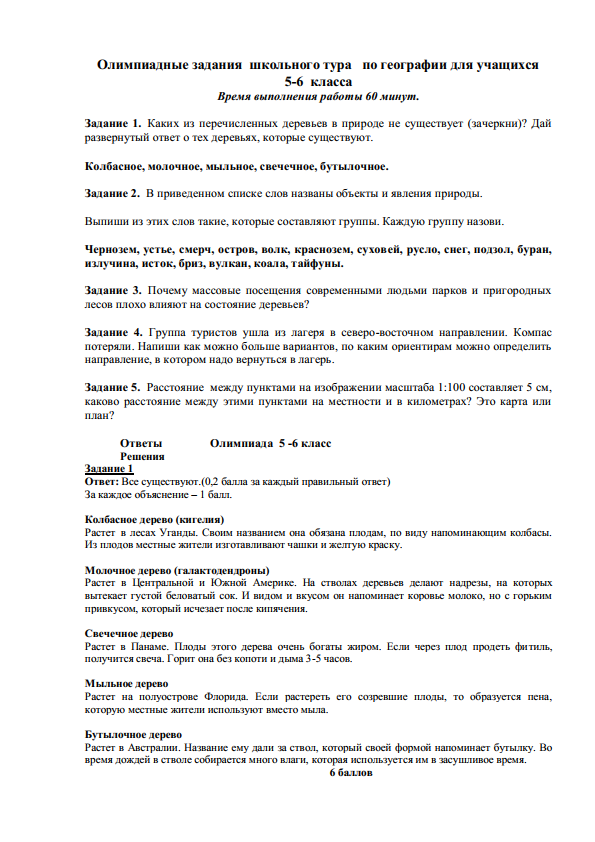 Олимпиадные задания школьного тура по географии для учащихся
5-6 класса
Время выполнения работы 60 минут.
Задание 1. Каких из перечисленных деревьев в природе не существует (зачеркни)? Дай
развернутый ответ о тех деревьях, которые существуют.
Колбасное, молочное, мыльное, свечечное, бутылочное.
Задание 2. В приведенном списке слов названы объекты и явления природы.
Выпиши из этих слов такие, которые составляют группы. Каждую группу назови.
Чернозем, устье, смерч, остров, волк, краснозем, суховей, русло, снег, подзол, буран,
излучина, исток, бриз, вулкан, коала, тайфуны.
Задание 3. Почему массовые посещения современными людьми парков и пригородных
лесов плохо влияют на состояние деревьев?
Задание 4. Группа туристов ушла из лагеря в северо-восточном направлении. Компас
потеряли. Напиши как можно больше вариантов, по каким ориентирам можно определить
направление, в котором надо вернуться в лагерь.
Задание 5. Расстояние между пунктами на изображении масштаба 1:100 составляет 5 см,
каково расстояние между этими пунктами на местности и в километрах? Это карта или
план?
Ответы Олимпиада 5 -6 класс
Решения
Задание 1
Ответ: Все существуют.(0,2 балла за каждый правильный ответ)
За каждое объяснение – 1 балл.
Колбасное дерево (кигелия)
Растет в лесах Уганды. Своим названием она обязана плодам, по виду напоминающим колбасы.
Из плодов местные жители изготавливают чашки и желтую краску.
Молочное дерево (галактодендроны)
Растет в Центральной и Южной Америке. На стволах деревьев делают надрезы, на которых
вытекает густой беловатый сок. И видом и вкусом он напоминает коровье молоко, но с горьким
привкусом, который исчезает после кипячения.
Свечечное дерево
Растет в Панаме. Плоды этого дерева очень богаты жиром. Если через плод продеть фитиль,
получится свеча. Горит она без копоти и дыма 3-5 часов.
Мыльное дерево
Растет на полуострове Флорида. Если растереть его созревшие плоды, то образуется пена,
которую местные жители используют вместо мыла.
Бутылочное дерево
Растет в Австралии. Название ему дали за ствол, который своей формой напоминает бутылку. Во
время дождей в стволе собирается много влаги, которая используется им в засушливое время.
6 баллов